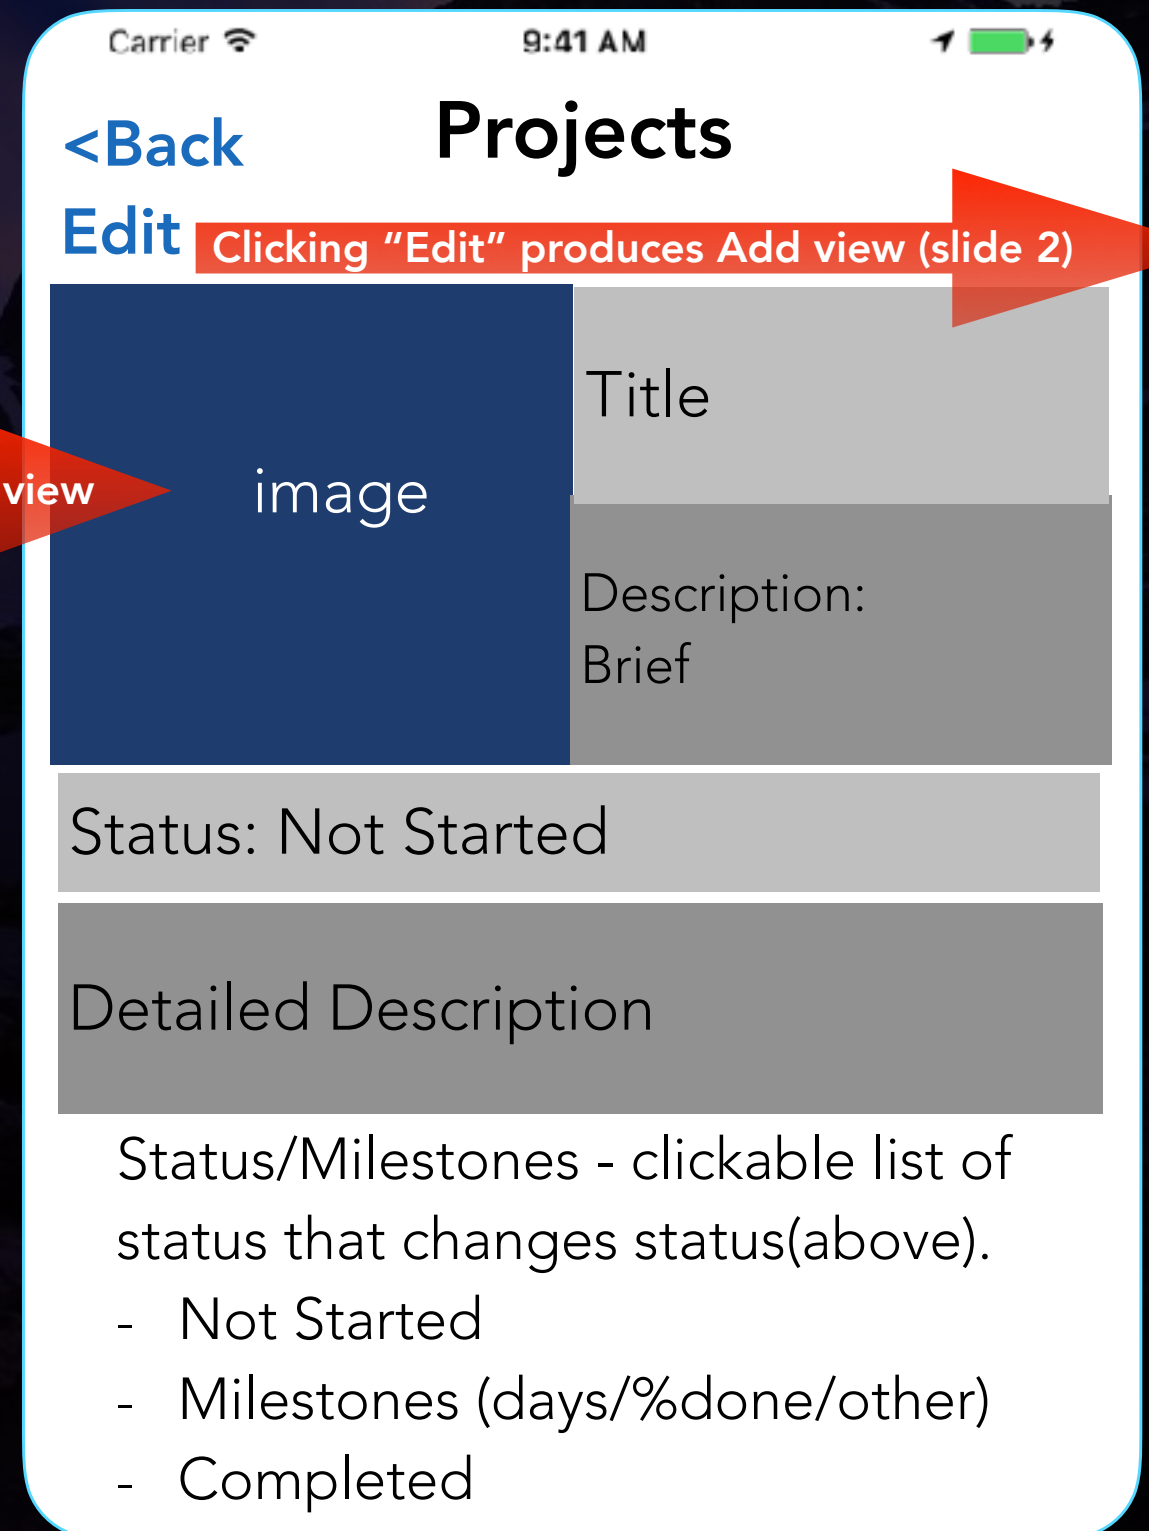 Carrier
9:41 AM
<Back
Projects
Edit
Clicking “Edit” produces Add view (slide 2)
Title
view
image
Description:
Brief
Status: Not Started
Detailed Description
Status/Milestones - clickable list of
status that changes status(above).
- Not Started
- Milestones (days/%done/other)
- Completed